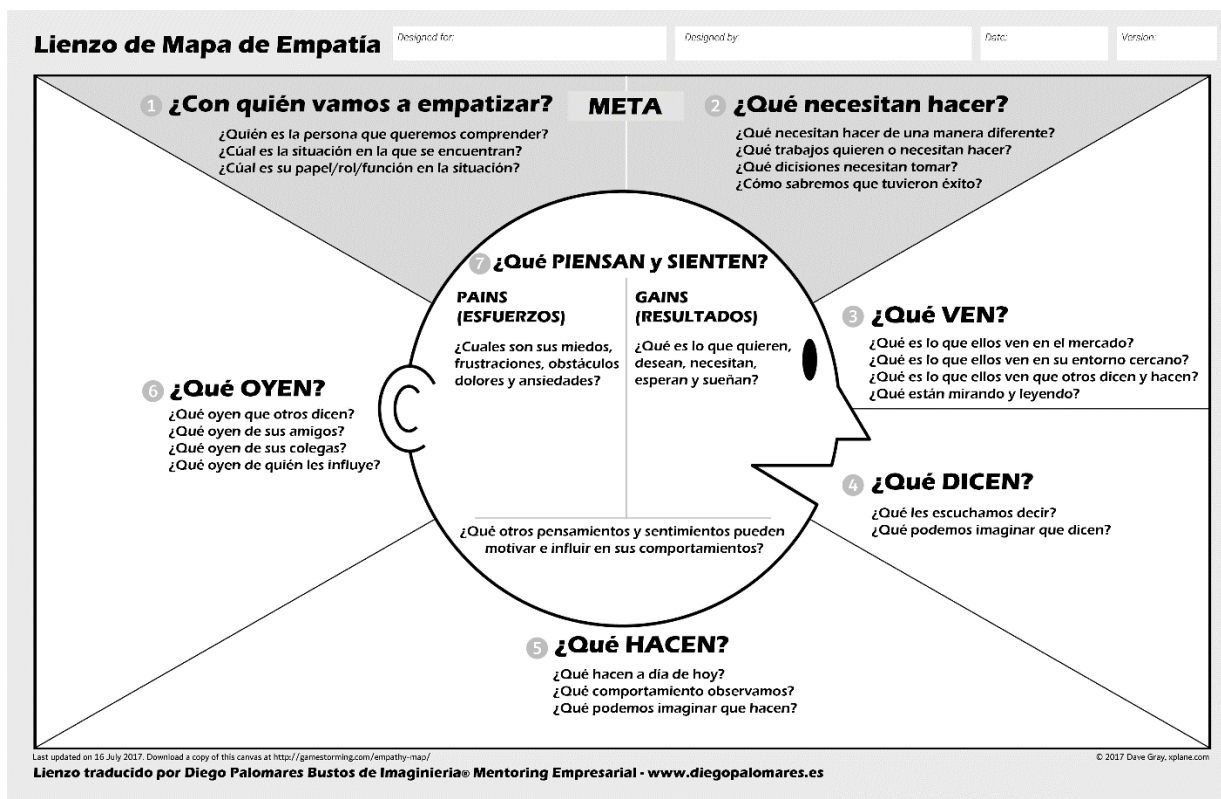 Lienzo de Mapa de Empatía
Designed for:
Designed by:
Date:
Version:
META
1 ¿Con quién vamos a empatizar?
¿Quién es la persona que queremos comprender?
¿Cúal es la situación en la que se encuentran?
¿Cúal es su papel/rol/función en la situación?
2 ¿Qué necesitan hacer?
¿Qué necesitan hacer de una manera diferente?
¿Qué trabajos quieren o necesitan hacer?
¿Qué dicisiones necesitan tomar?
¿Cómo sabremos que tuvieron éxito?
3 ¿Qué VEN?
¿Qué es lo que ellos ven en el mercado?
¿Qué es lo que ellos ven en su entorno cercano?
¿Qué es lo que ellos ven que otros dicen y hacen?
¿Qué están mirando y leyendo?
4 ¿Qué DICEN?
¿Qué les escuchamos decir?
¿Qué podemos imaginar que dicen?
5 ¿Qué HACEN?
¿Qué hacen a día de hoy?
¿Qué comportamiento observamos?
¿Qué podemos imaginar que hacen?
6 ¿Qué OYEN?
¿Qué oyen que otros dicen?
¿Qué oyen de sus amigos?
¿Qué oyen de sus colegas?
¿Qué oyen de quién les influye?
7 ¿Qué PIENSAN y SIENTEN?
PAINS
(ESFUERZOS)
¿Cuales son sus miedos,
frustraciones, obstáculos
dolores y ansiedades?
GAINS
(RESULTADOS)
¿Qué es lo que quieren,
desean, necesitan,
esperan y sueñan?
¿Qué otros pensamientos y sentimientos pueden
motivar e influir en sus comportamientos?
Last updated on 16 July 2017. Download a copy of this canvas at http://gamestorming.com/empathy-map/
© 2017 Dave Gray, xplane.com
Lienzo traducido por Diego Palomares Bustos de Imaginieria® Mentoring Empresarial - www.diegopalomares.es